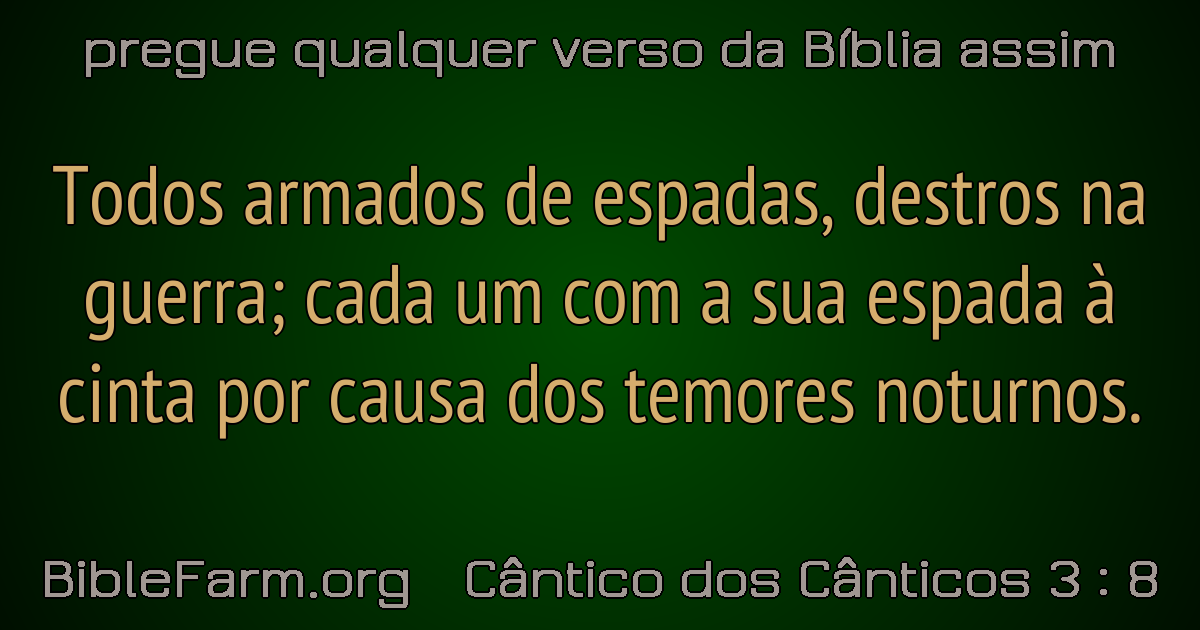 pregue qualquer verso da Bíblia assim
Todos armados de espadas, destros na
guerra; cada um com a sua espada à
cinta por causa dos temores noturnos.
BibleFarm.org Cântico dos Cânticos 3 : 8